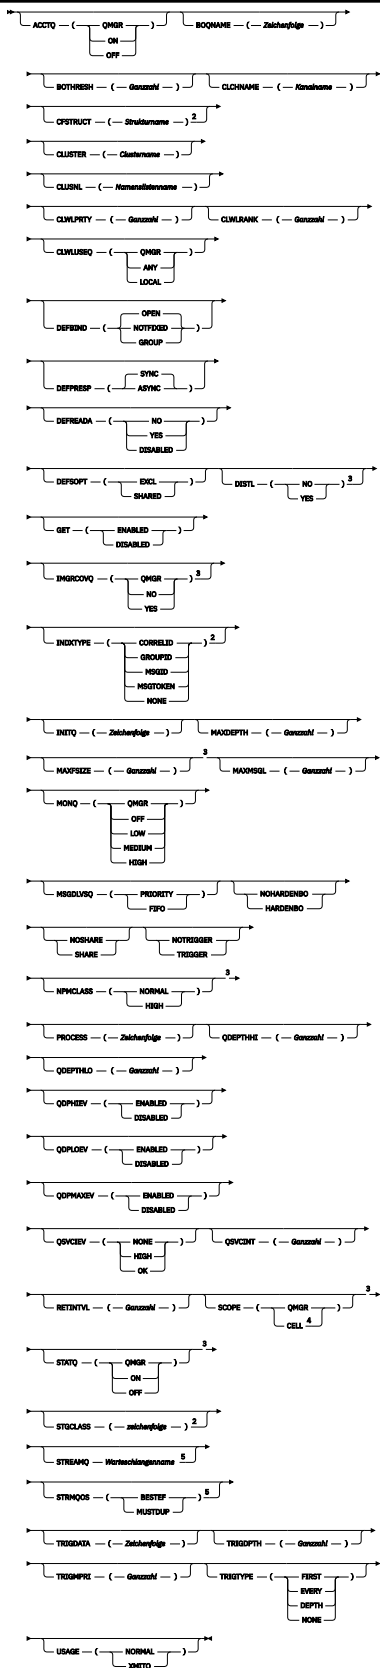 ACCTQ ( QMGR ) BOQNAME ( Zeichenfolge )
ON
OFF
BOTHRESH ( Ganzzahl ) CLCHNAME ( Kanalname )
CFSTRUCT ( Strukturname ) 2
CLUSTER ( Clustername )
CLUSNL ( Namenslistenname )
CLWLPRTY ( Ganzzahl ) CLWLRANK ( Ganzzahl )
CLWLUSEQ ( QMGR )
ANY
LOCAL
OPEN
DEFBIND ( NOTFIXED )
GROUP
SYNC
DEFPRESP ( ASYNC )
DEFREADA ( NO )
YES
DISABLED
DEFSOPT ( EXCL ) DISTL ( NO ) 3
SHARED YES
GET ( ENABLED )
DISABLED
IMGRCOVQ ( QMGR ) 3
NO
YES
INDXTYPE ( CORRELID ) 2
GROUPID
MSGID
MSGTOKEN
NONE
INITQ ( Zeichenfolge ) MAXDEPTH ( Ganzzahl )
MAXFSIZE ( Ganzzahl ) 3 MAXMSGL ( Ganzzahl )
MONQ ( QMGR )
OFF
LOW
MEDIUM
HIGH
MSGDLVSQ ( PRIORITY ) NOHARDENBO
FIFO HARDENBO
NOSHARE NOTRIGGER
SHARE TRIGGER
NPMCLASS ( NORMAL ) 3
HIGH
PROCESS ( Zeichenfolge ) QDEPTHHI ( Ganzzahl )
QDEPTHLO ( Ganzzahl )
QDPHIEV ( ENABLED )
DISABLED
QDPLOEV ( ENABLED )
DISABLED
QDPMAXEV ( ENABLED )
DISABLED
QSVCIEV ( NONE ) QSVCINT ( Ganzzahl )
HIGH
OK
RETINTVL ( Ganzzahl ) SCOPE ( QMGR ) 3
CELL 4
STATQ ( QMGR ) 3
ON
OFF
STGCLASS ( zeichenfolge ) 2
STREAMQ Warteschlangenname 5
STRMQOS ( BESTEF ) 5
MUSTDUP
TRIGDATA ( Zeichenfolge ) TRIGDPTH ( Ganzzahl )
TRIGMPRI ( Ganzzahl ) TRIGTYPE ( FIRST )
EVERY
DEPTH
NONE
USAGE ( NORMAL )
XMITQ